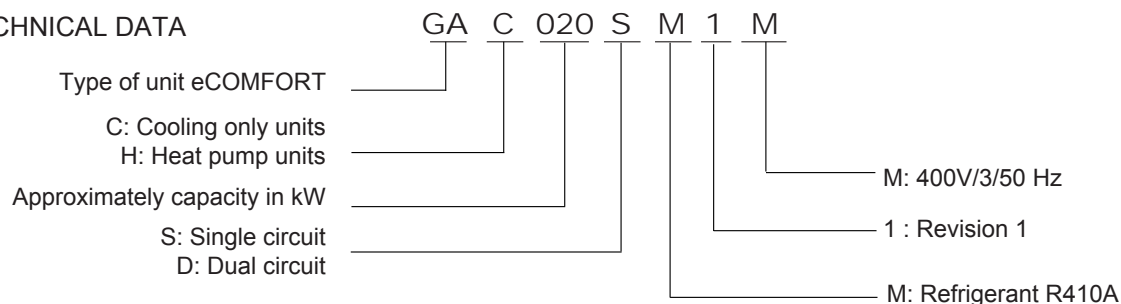 CHNICAL DATA
GA C 020 S M 1 M
Type of unit eCOMFORT
C: Cooling only units
H: Heat pump units
Approximately capacity in kW
S: Single circuit
D: Dual circuit
M: 400V/3/50 Hz
1 : Revision 1
M: Refrigerant R410A